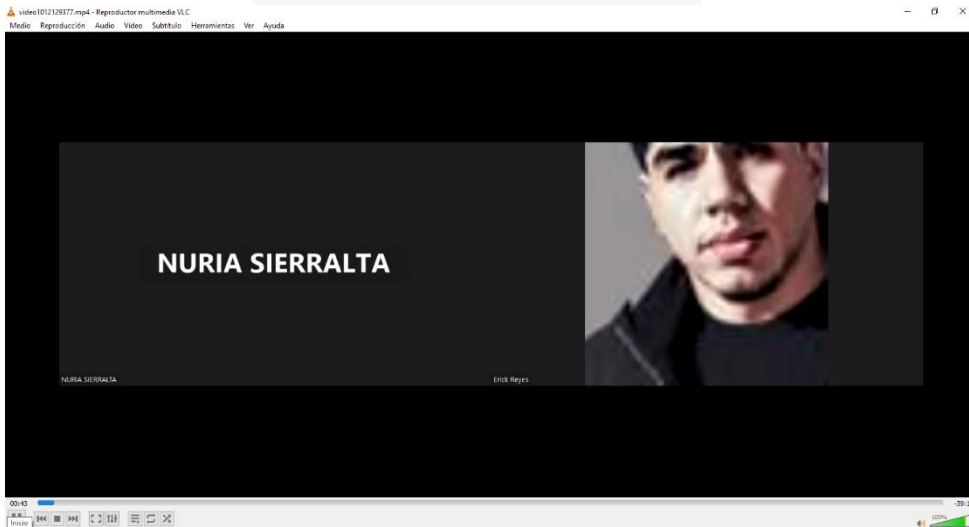 video1012129377.mp4 - Reproductor multimedia VLC
Medio Reproducción Audio Vídeo Subtítulo Herramientas Ver Ayuda
NURIA SIERRALTA
NURIA SIERRALTA
Erick Reyes
00:43
Inicio
100%